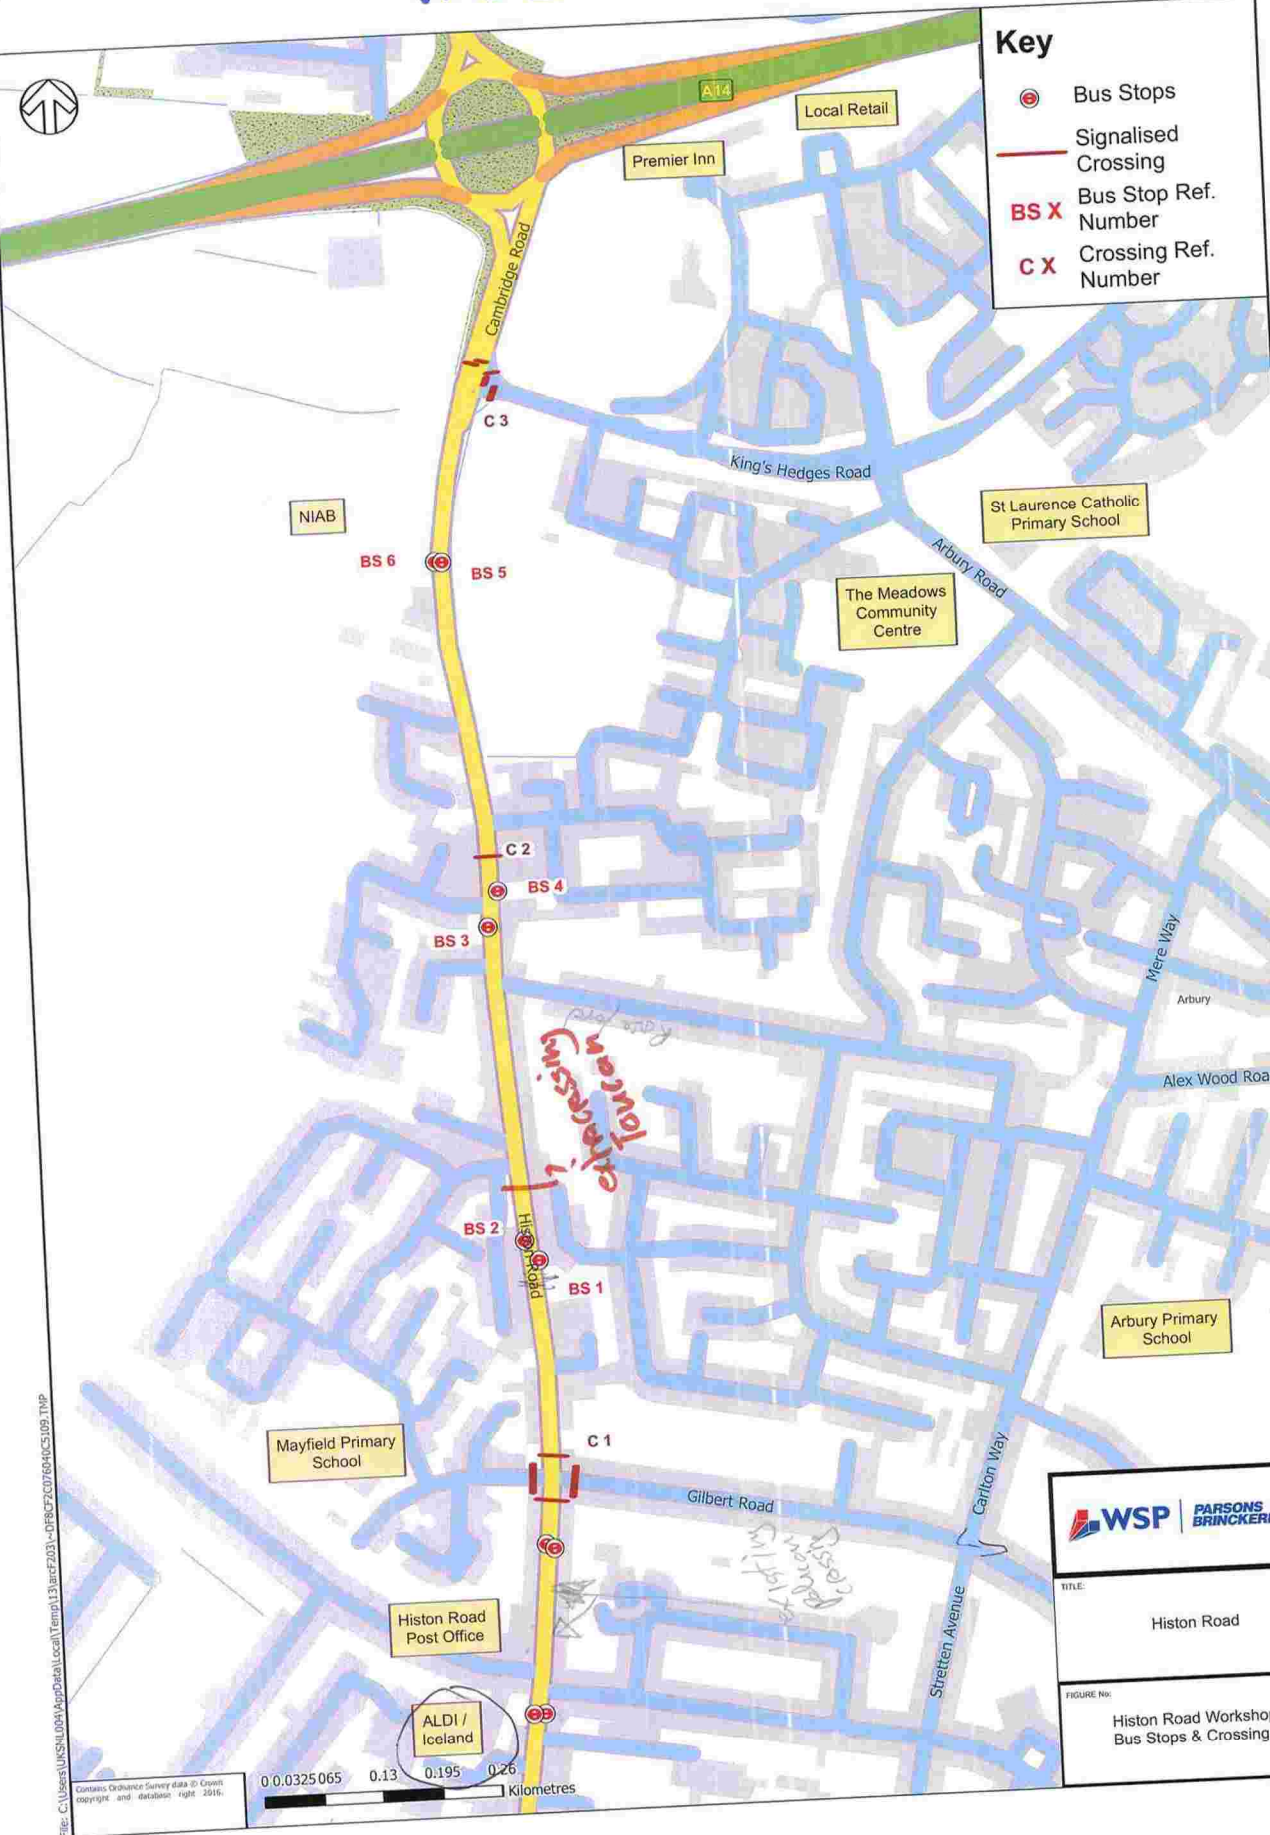 Key
Bus Stops
Signalised
Crossing
BS X
Bus Stop Ref.
Number
C X
Crossing Ref.
Number
A14
Local Retail
Premier Inn
Cambridge Road
C 3
King's Hedges Road
NIAB
St Laurence Catholic
Primary School
BS 6
BS 5
Arbury Road
The Meadows
Community
Centre
C 2
BS 4
BS 3
Mere Way
Arbury
Toucan
Alex Wood Roa
BS 2
Histon Road
BS 1
Arbury Primary
School
Mayfield Primary
School
C 1
Gilbert Road
Carlton Way
Stretten Avenue
Histon Road
Post Office
ALDI /
Iceland
0 0.0325065 0.13 0.195 0.26
Kilometres
Contains Ordnance Survey data © Crown
copyright and database right 2016.
WSP
PARSONS
BRINCKER
TITLE:
Histon Road
FIGURE No:
Histon Road Workshop
Bus Stops & Crossing